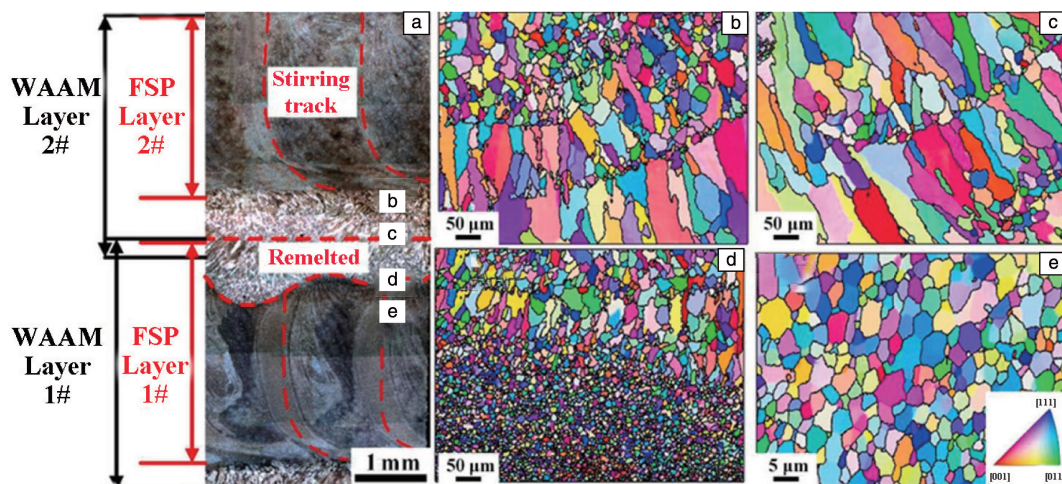 WAAM
Layer
2#
FSP
Layer
2#
WAAM
Layer
1#
FSP
Layer
1#
a
Stirring
track
b
c
Remelted
d
e
1 mm
b
50 μm
c
50 μm
d
50 μm
e
5 μm
[111]
[001]
[011]